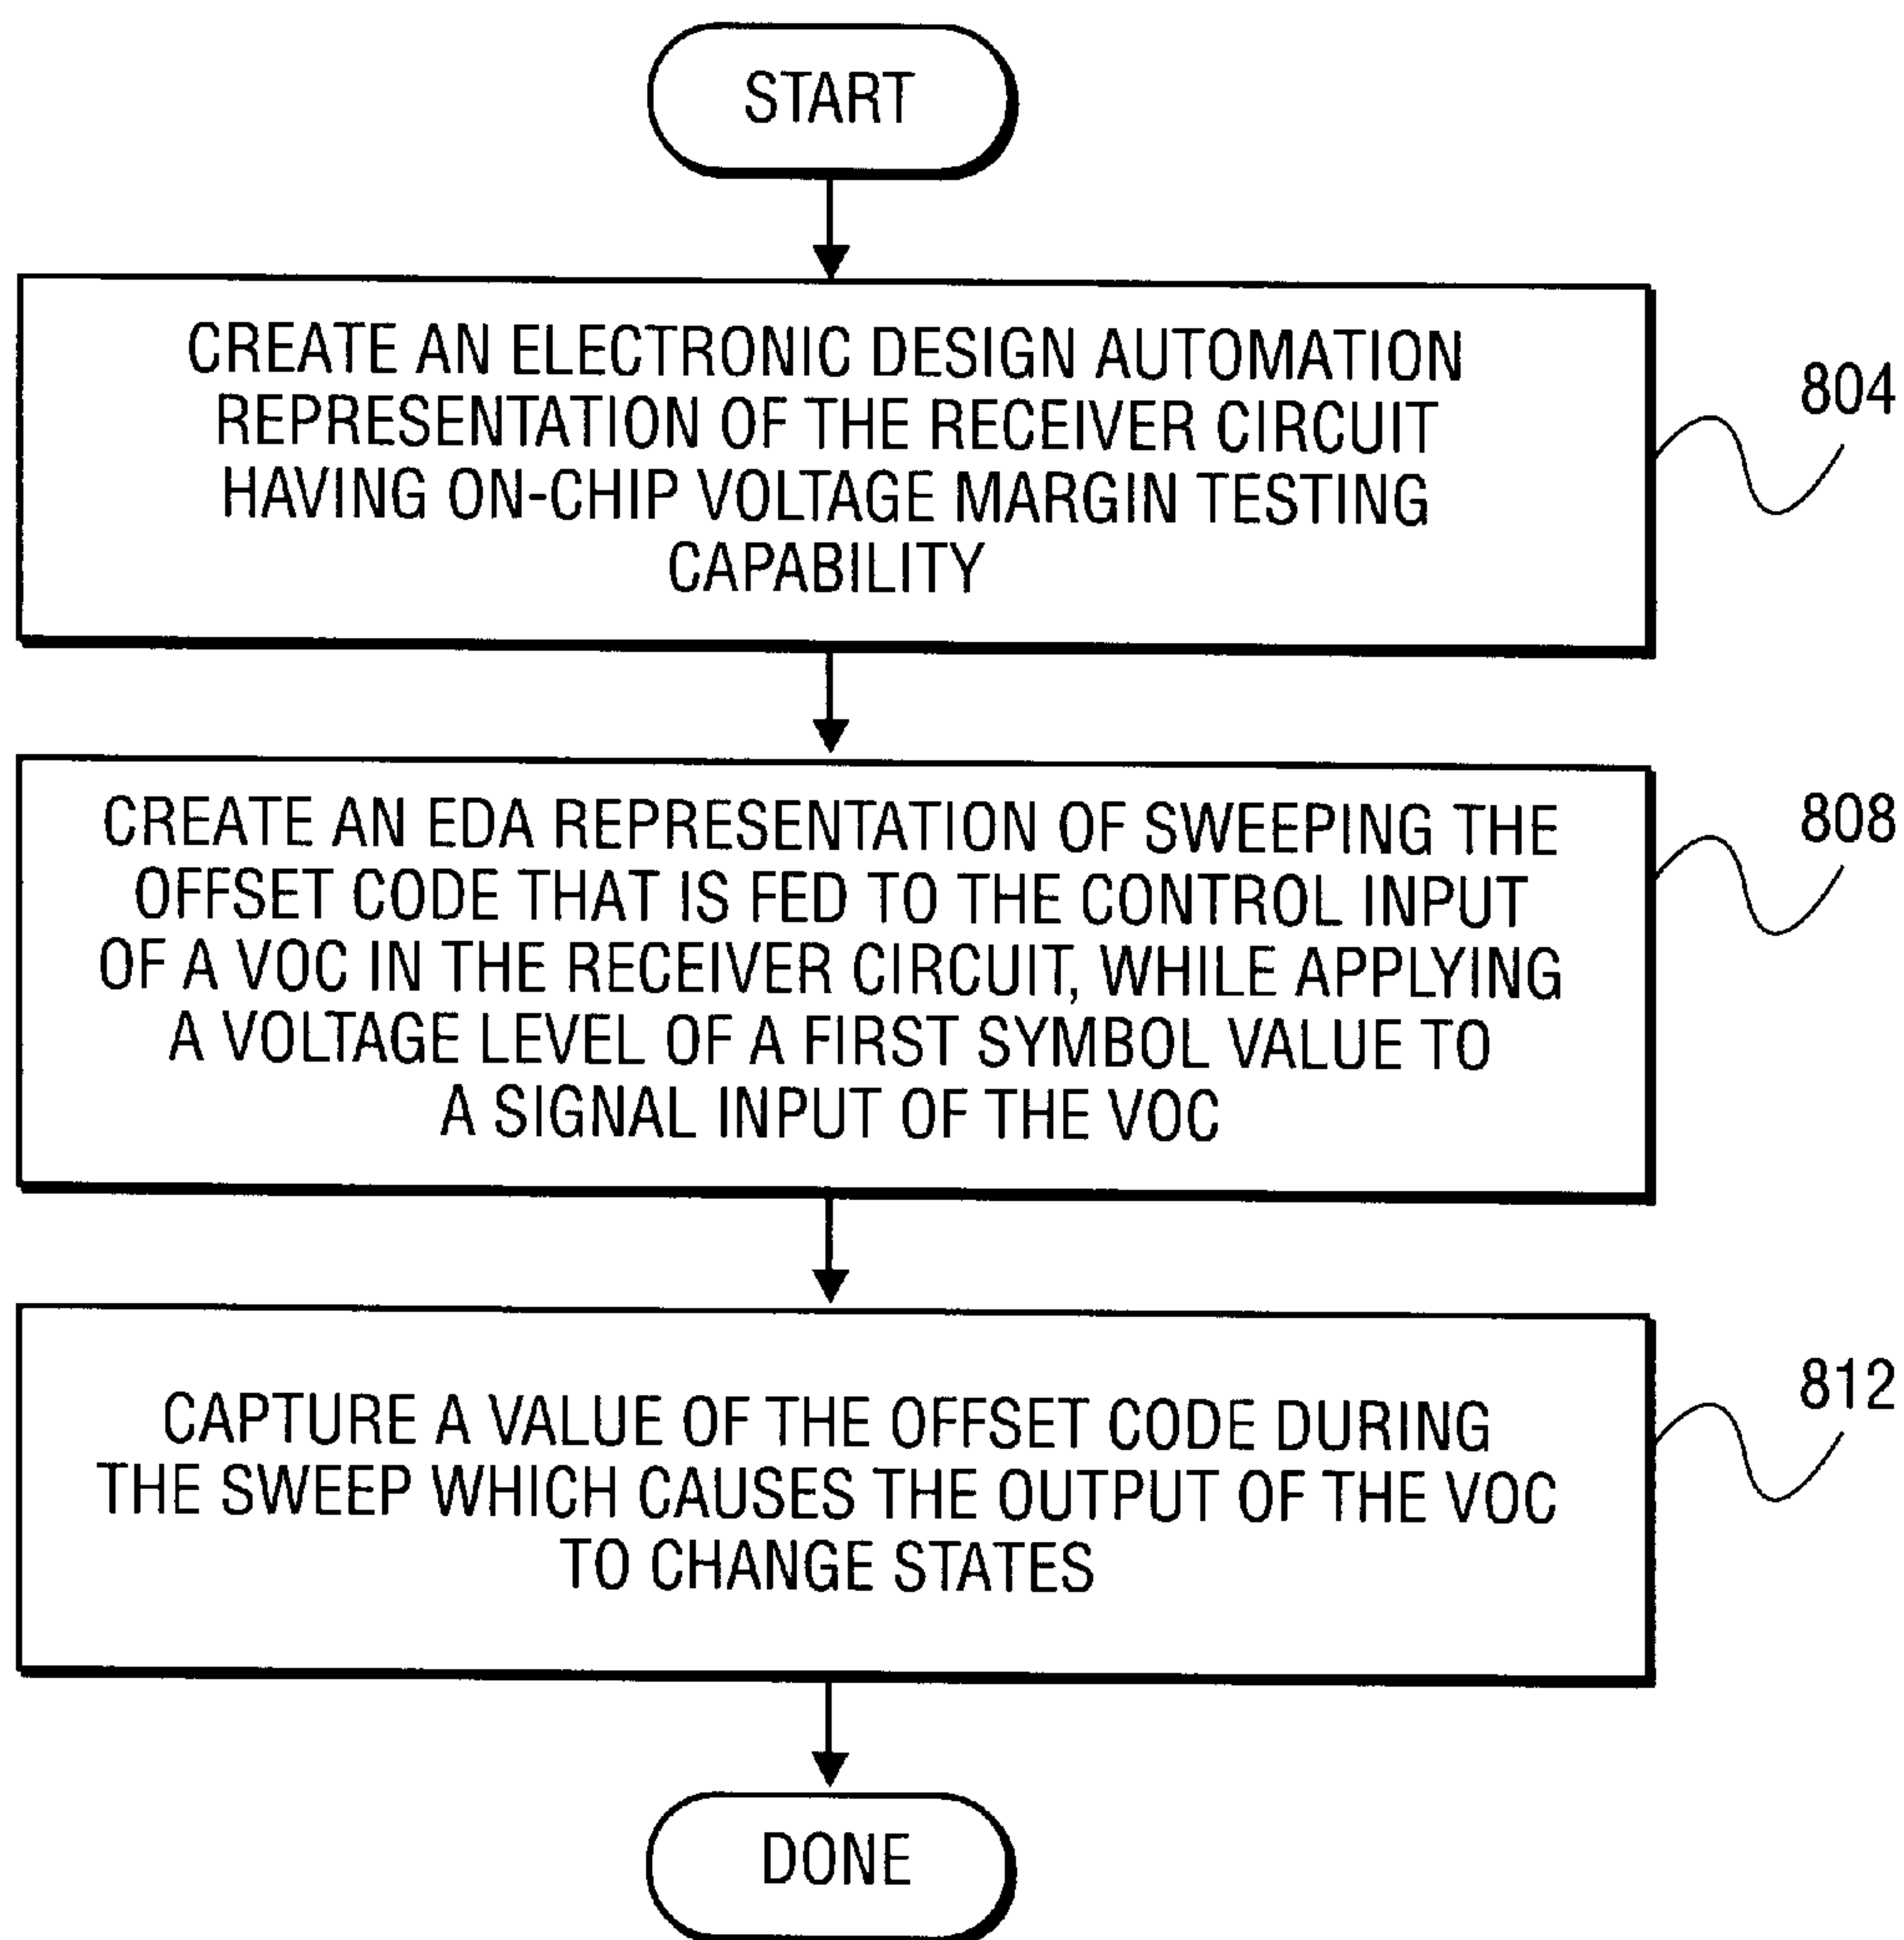 START
CREATE AN ELECTRONIC DESIGN AUTOMATION
REPRESENTATION OF THE RECEIVER CIRCUIT
HAVING ON-CHIP VOLTAGE MARGIN TESTING
CAPABILITY
804
CREATE AN EDA REPRESENTATION OF SWEEPING THE
OFFSET CODE THAT IS FED TO THE CONTROL INPUT
OF A VOC IN THE RECEIVER CIRCUIT, WHILE APPLYING
A VOLTAGE LEVEL OF A FIRST SYMBOL VALUE TO
A SIGNAL INPUT OF THE VOC
808
CAPTURE A VALUE OF THE OFFSET CODE DURING
THE SWEEP WHICH CAUSES THE OUTPUT OF THE VOC
TO CHANGE STATES
812
DONE